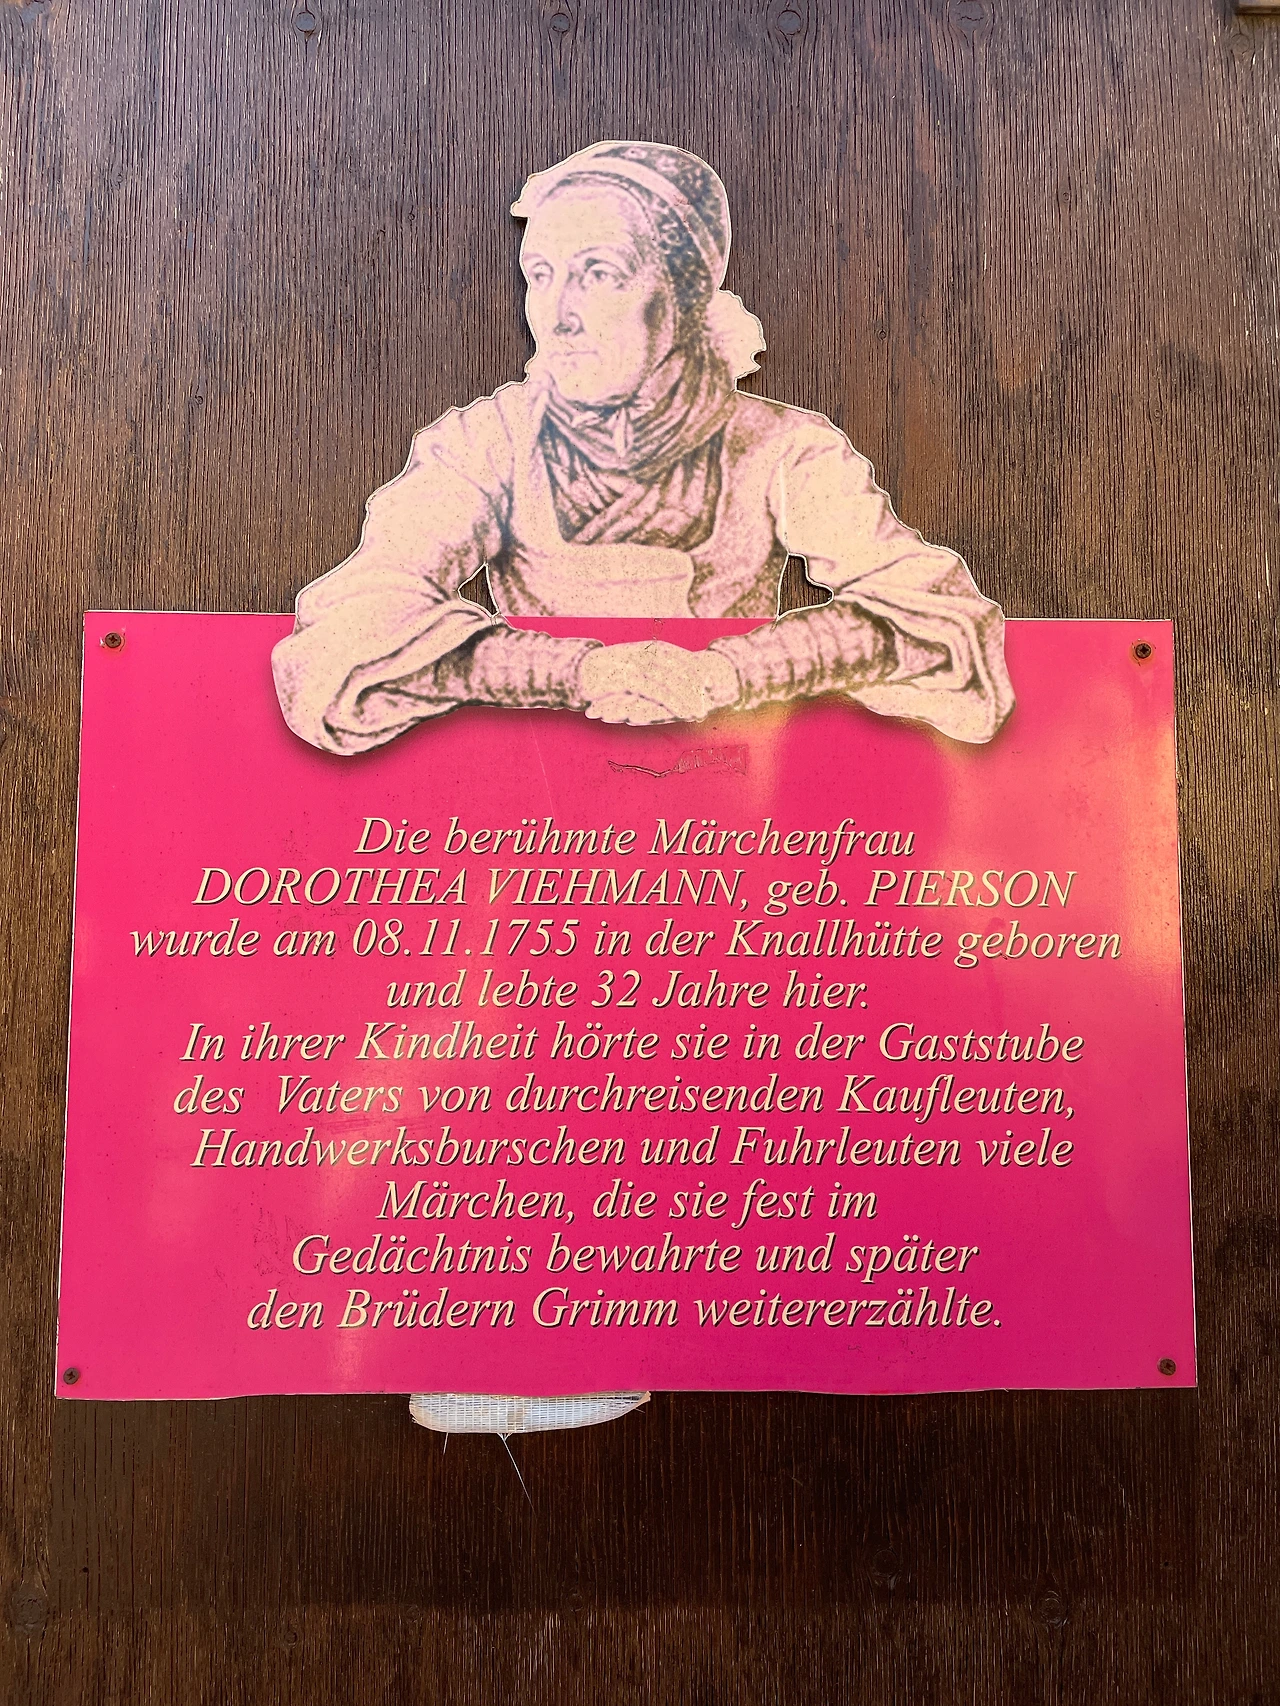 Die berühmte Märchenfrau
DOROTHEA VIEHMANN, geb. PIERSON
wurde am 08.11.1755 in der Knallhütte geboren
und lebte 32 Jahre hier.
In ihrer Kindheit hörte sie in der Gaststube
des Vaters von durchreisenden Kaufleuten,
Handwerksburschen und Fuhrleuten viele
Märchen, die sie fest im
Gedächtnis bewahrte und später
den Brüdern Grimm weitererzählte.